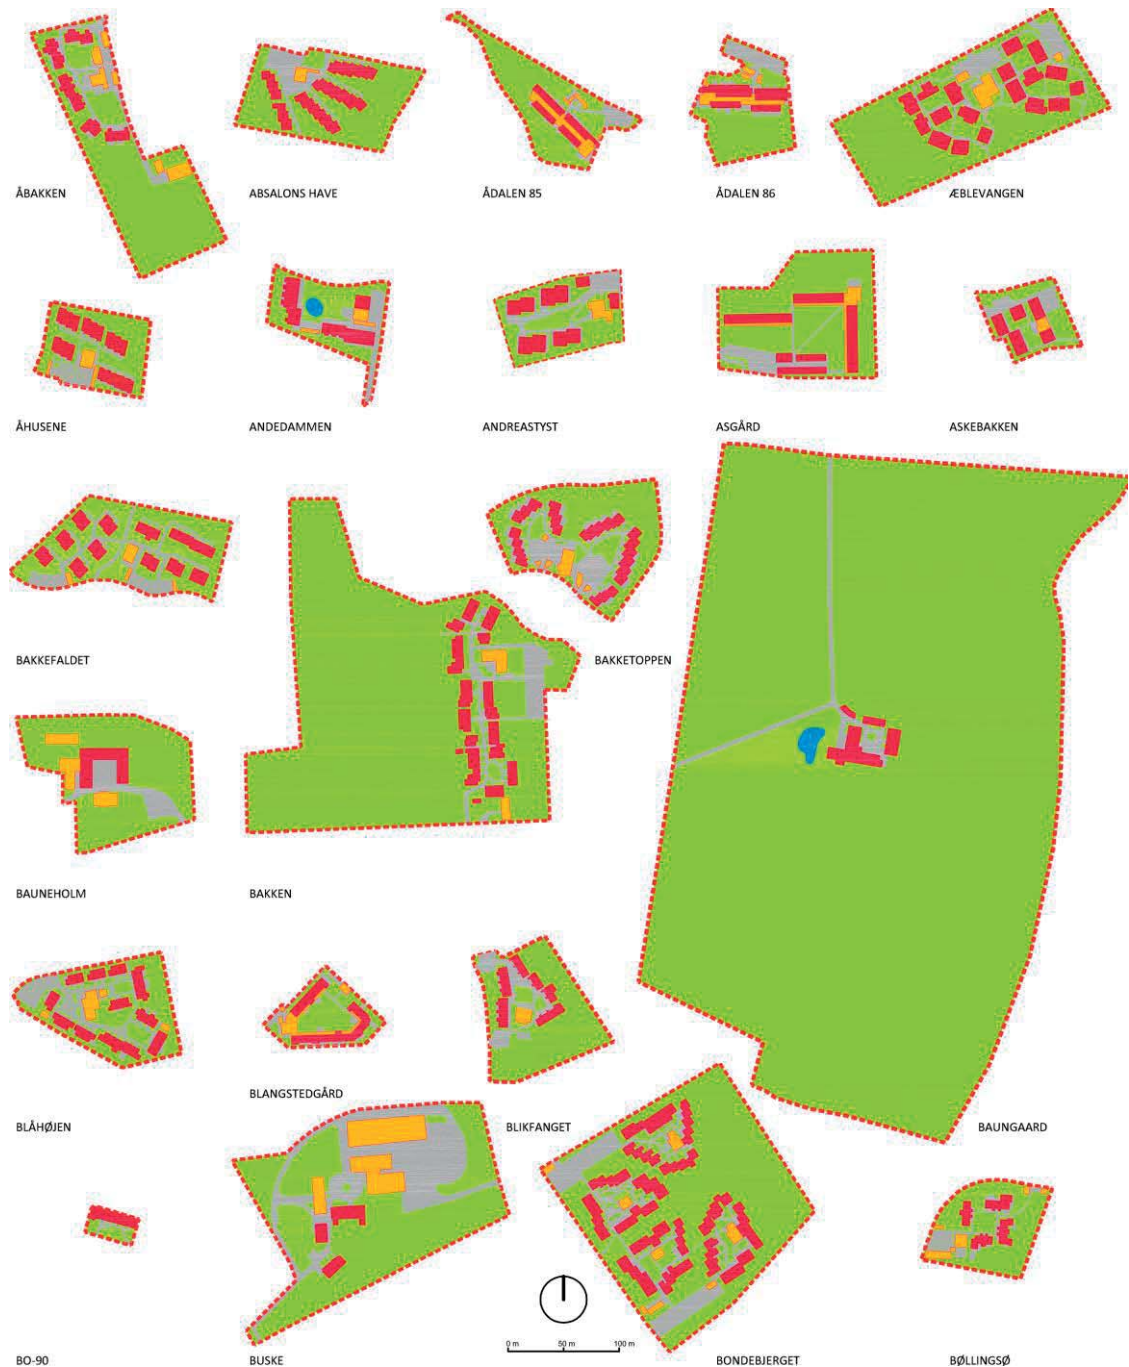 ÅBAKKEN
ABSALONS HAVE
ÅDALEN 85
ÅDALEN 86
ÆBLEVANGEN
ÅHUSENE
ANDEDAMMEN
ANDREASTYST
ASGÅRD
ASKEBAKKEN
BAKKEFALDET
BAKKETOPPEN
BAUNEHOLM
BAKKEN
BLÅHØJEN
BLANGSTEDGÅRD
BLIKFANGET
BAUNGAARD
0 m 50 m 100 m
BO-90
BUSKE
BONDEBJERGET
BØLLINGSØ